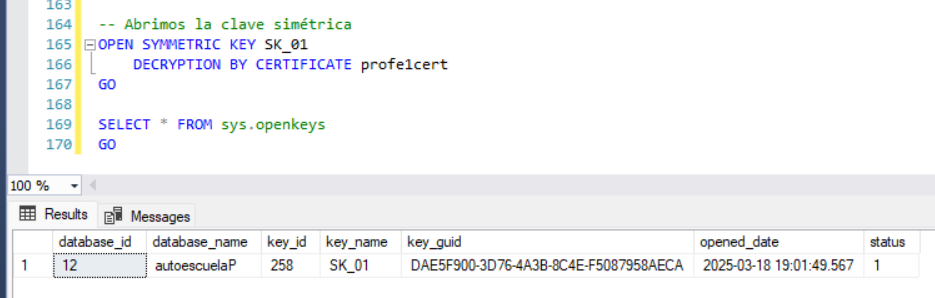 163
164 -- Abrimos la clave simétrica
165 OPEN SYMMETRIC KEY SK_01
166 DECRYPTION BY CERTIFICATE profe1cert
167 GO
168
169 SELECT * FROM sys.openkeys
170 GO
100 %
Results Messages
database_id database_name key_id key_name key_guid opened_date status
1 12 autoescuelaP 258 SK_01 DAE5F900-3D76-4A3B-8C4E-F5087958AECA 2025-03-18 19:01:49.567 1